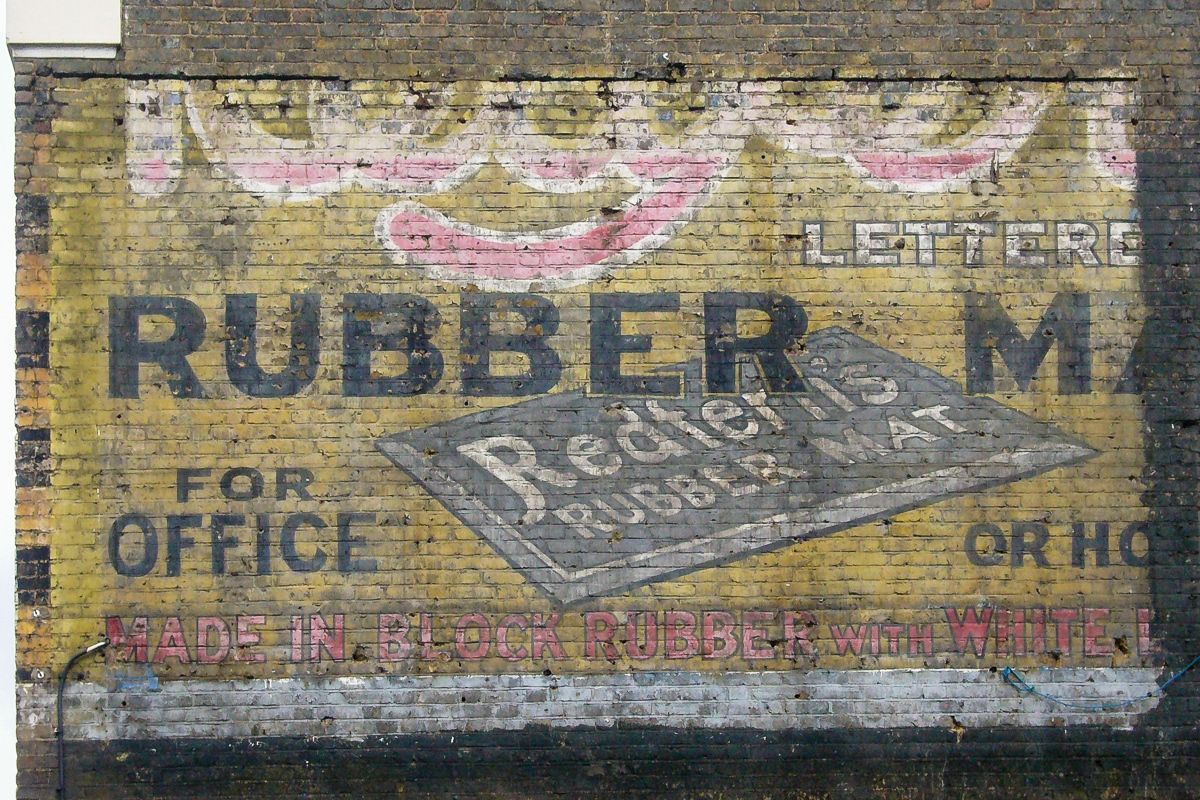 LETTERE
RUBBER MA
Redfern's
RUBBER MAT
FOR
OFFICE
OR HO
MADE IN BLOCK RUBBER WITH WHITE L